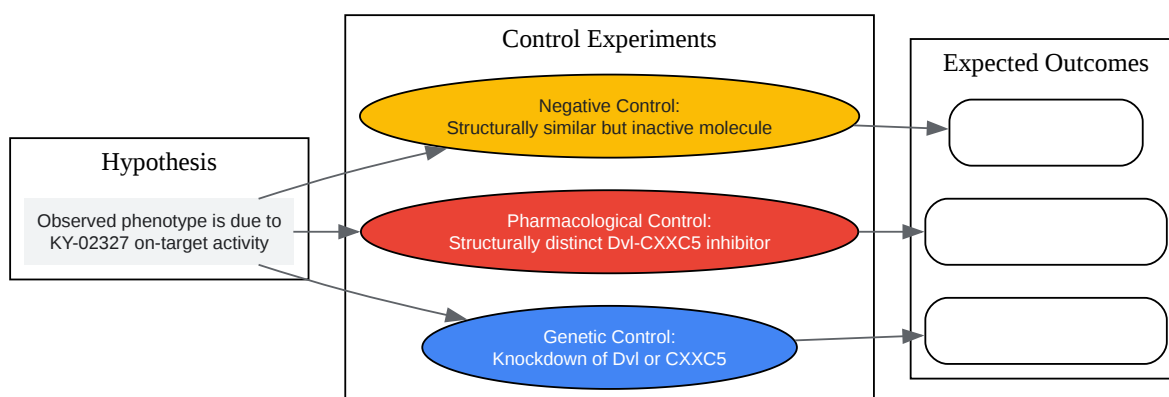 Hypothesis
Observed phenotype is due to
KY-02327 on-target activity
Control Experiments
Negative Control:
Structurally similar but inactive molecule
Pharmacological Control:
Structurally distinct Dvl-CXXC5 inhibitor
Genetic Control:
Knockdown of Dvl or CXXC5
Expected Outcomes